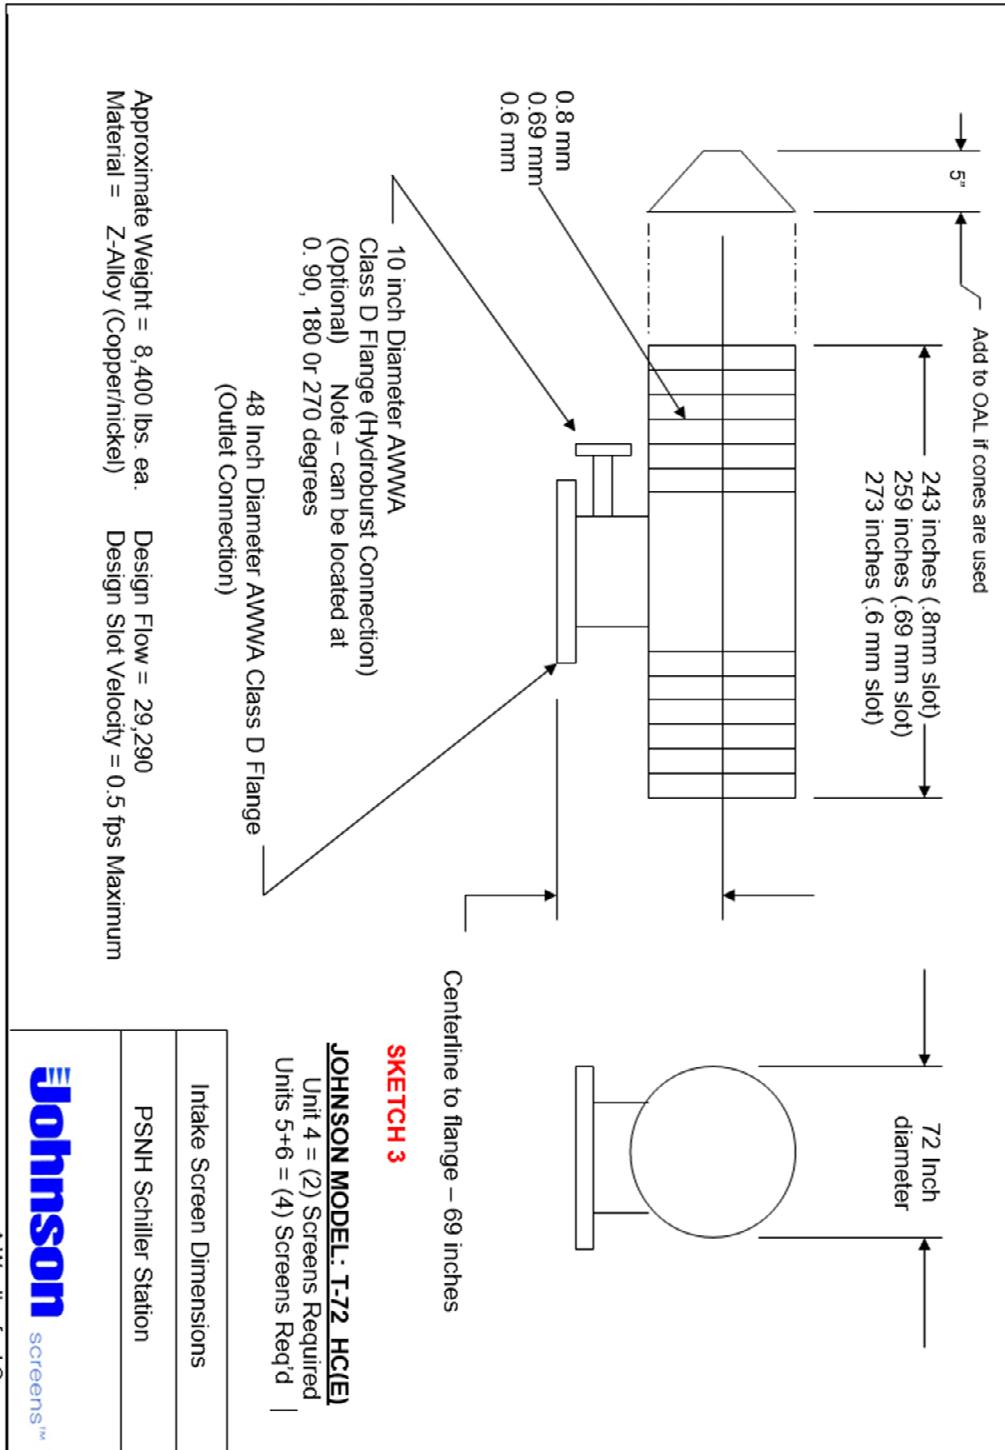 5"
Add to OAL if cones are used
243 inches (.8mm slot)
259 inches (.69 mm slot)
273 inches (.6 mm slot)
72 Inch
diameter
0.8 mm
0.69 mm
0.6 mm
10 inch Diameter AWWA
Class D Flange (Hydroburst Connection)
(Optional) Note – can be located at
0. 90, 180 0r 270 degrees
48 Inch Diameter AWWA Class D Flange
(Outlet Connection)
Centerline to flange – 69 inches
SKETCH 3
JOHNSON MODEL: T-72 HC(E)
Unit 4 = (2) Screens Required
Units 5+6 = (4) Screens Req'd
Approximate Weight = 8,400 lbs. ea.
Material = Z-Alloy (Copper/nickel)
Design Flow = 29,290
Design Slot Velocity = 0.5 fps Maximum
Intake Screen Dimensions
PSNH Schiller Station
Johnson screens™